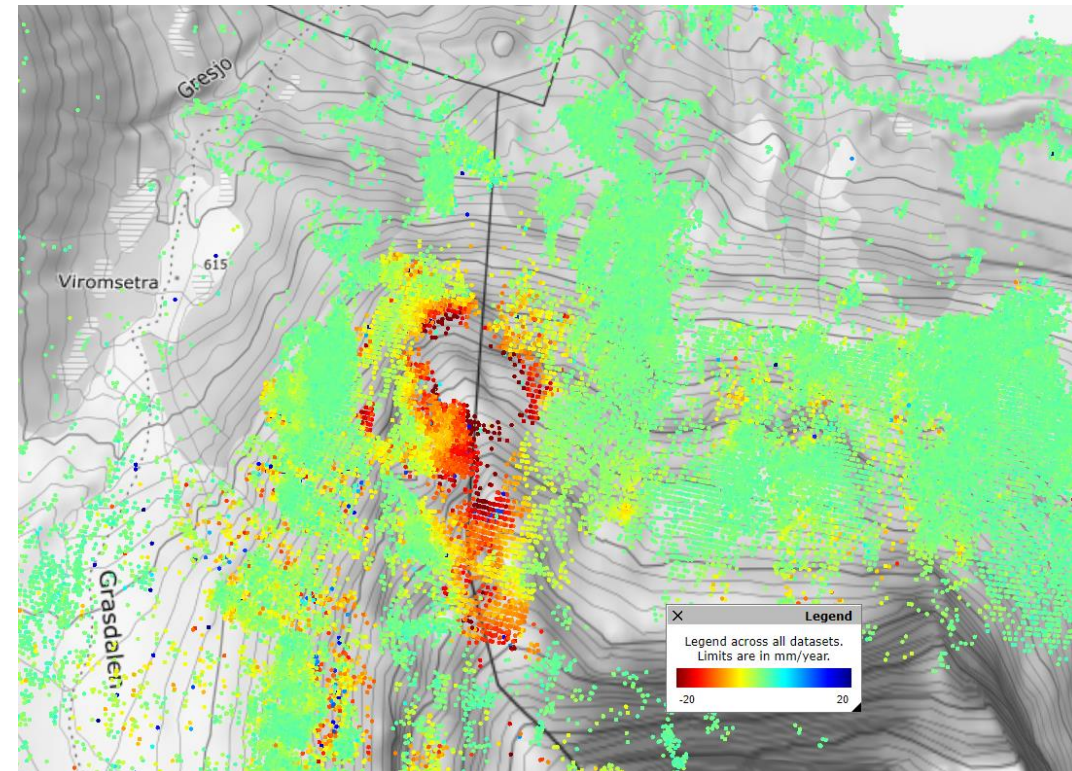 Gresjo
615
Viromsetra
Grasdalen
× Legend
Legend across all datasets.
Limits are in mm/year.
-20 20